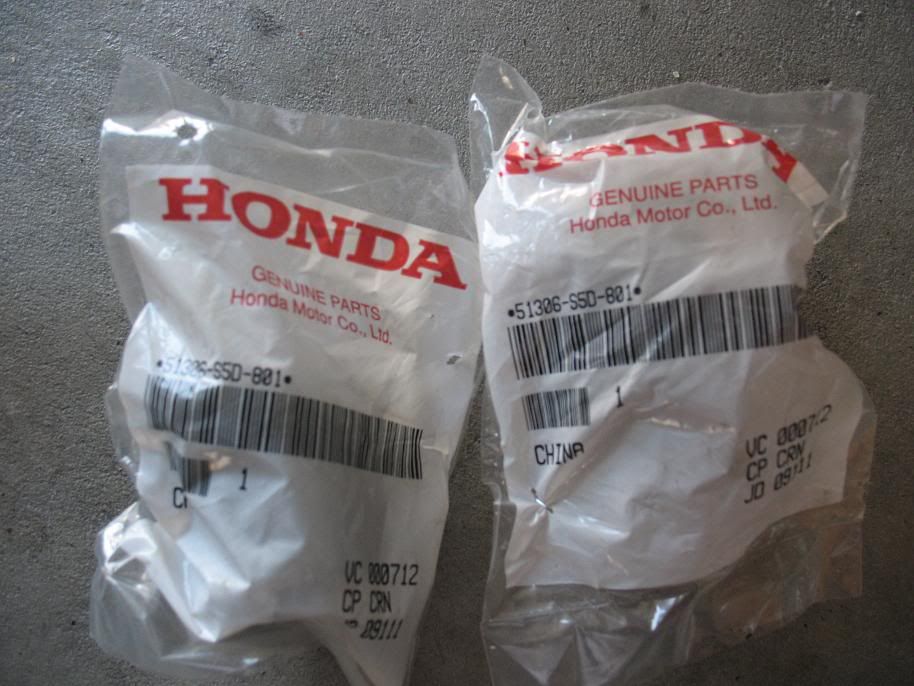 HONDA
GENUINE PARTS
Honda Motor Co., Ltd.
*51306-S5D-801*
1
VC 000712
CP CRN
09111
HONDA
GENUINE PARTS
Honda Motor Co., Ltd.
*51306-S5D-801*
1
CHINA
VC 000712
CP CRN
JD 09111